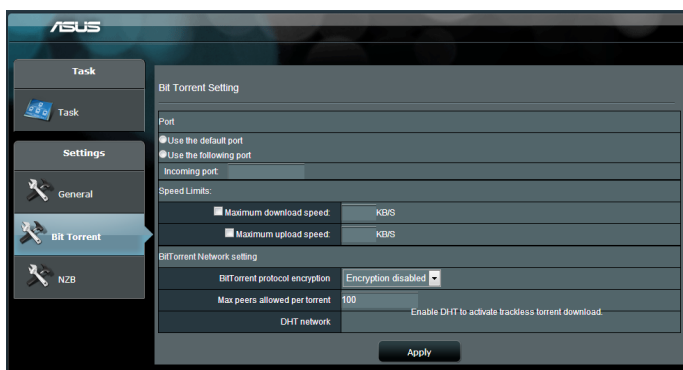 ASUS
Task
Task
Settings
General
Bit Torrent
NZB
Bit Torrent Setting
Port
Use the default port
Use the following port
Incoming port:
Speed Limits:
Maximum download speed: KB/S
Maximum upload speed: KB/S
BitTorrent Network setting
BitTorrent protocol encryption Encryption disabled
Max peers allowed per torrent 100
DHT network Enable DHT to activate trackless torrent download.
Apply